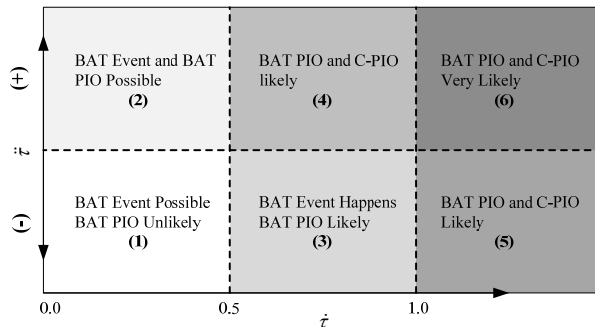 (+)
τ̈
(-)
BAT Event and BAT
PIO Possible
(2)
BAT PIO and C-PIO
likely
(4)
BAT PIO and C-PIO
Very Likely
(6)
BAT Event Possible
BAT PIO Unlikely
(1)
BAT Event Happens
BAT PIO Likely
(3)
BAT PIO and C-PIO
Likely
(5)
0.0
0.5
1.0
τ̇